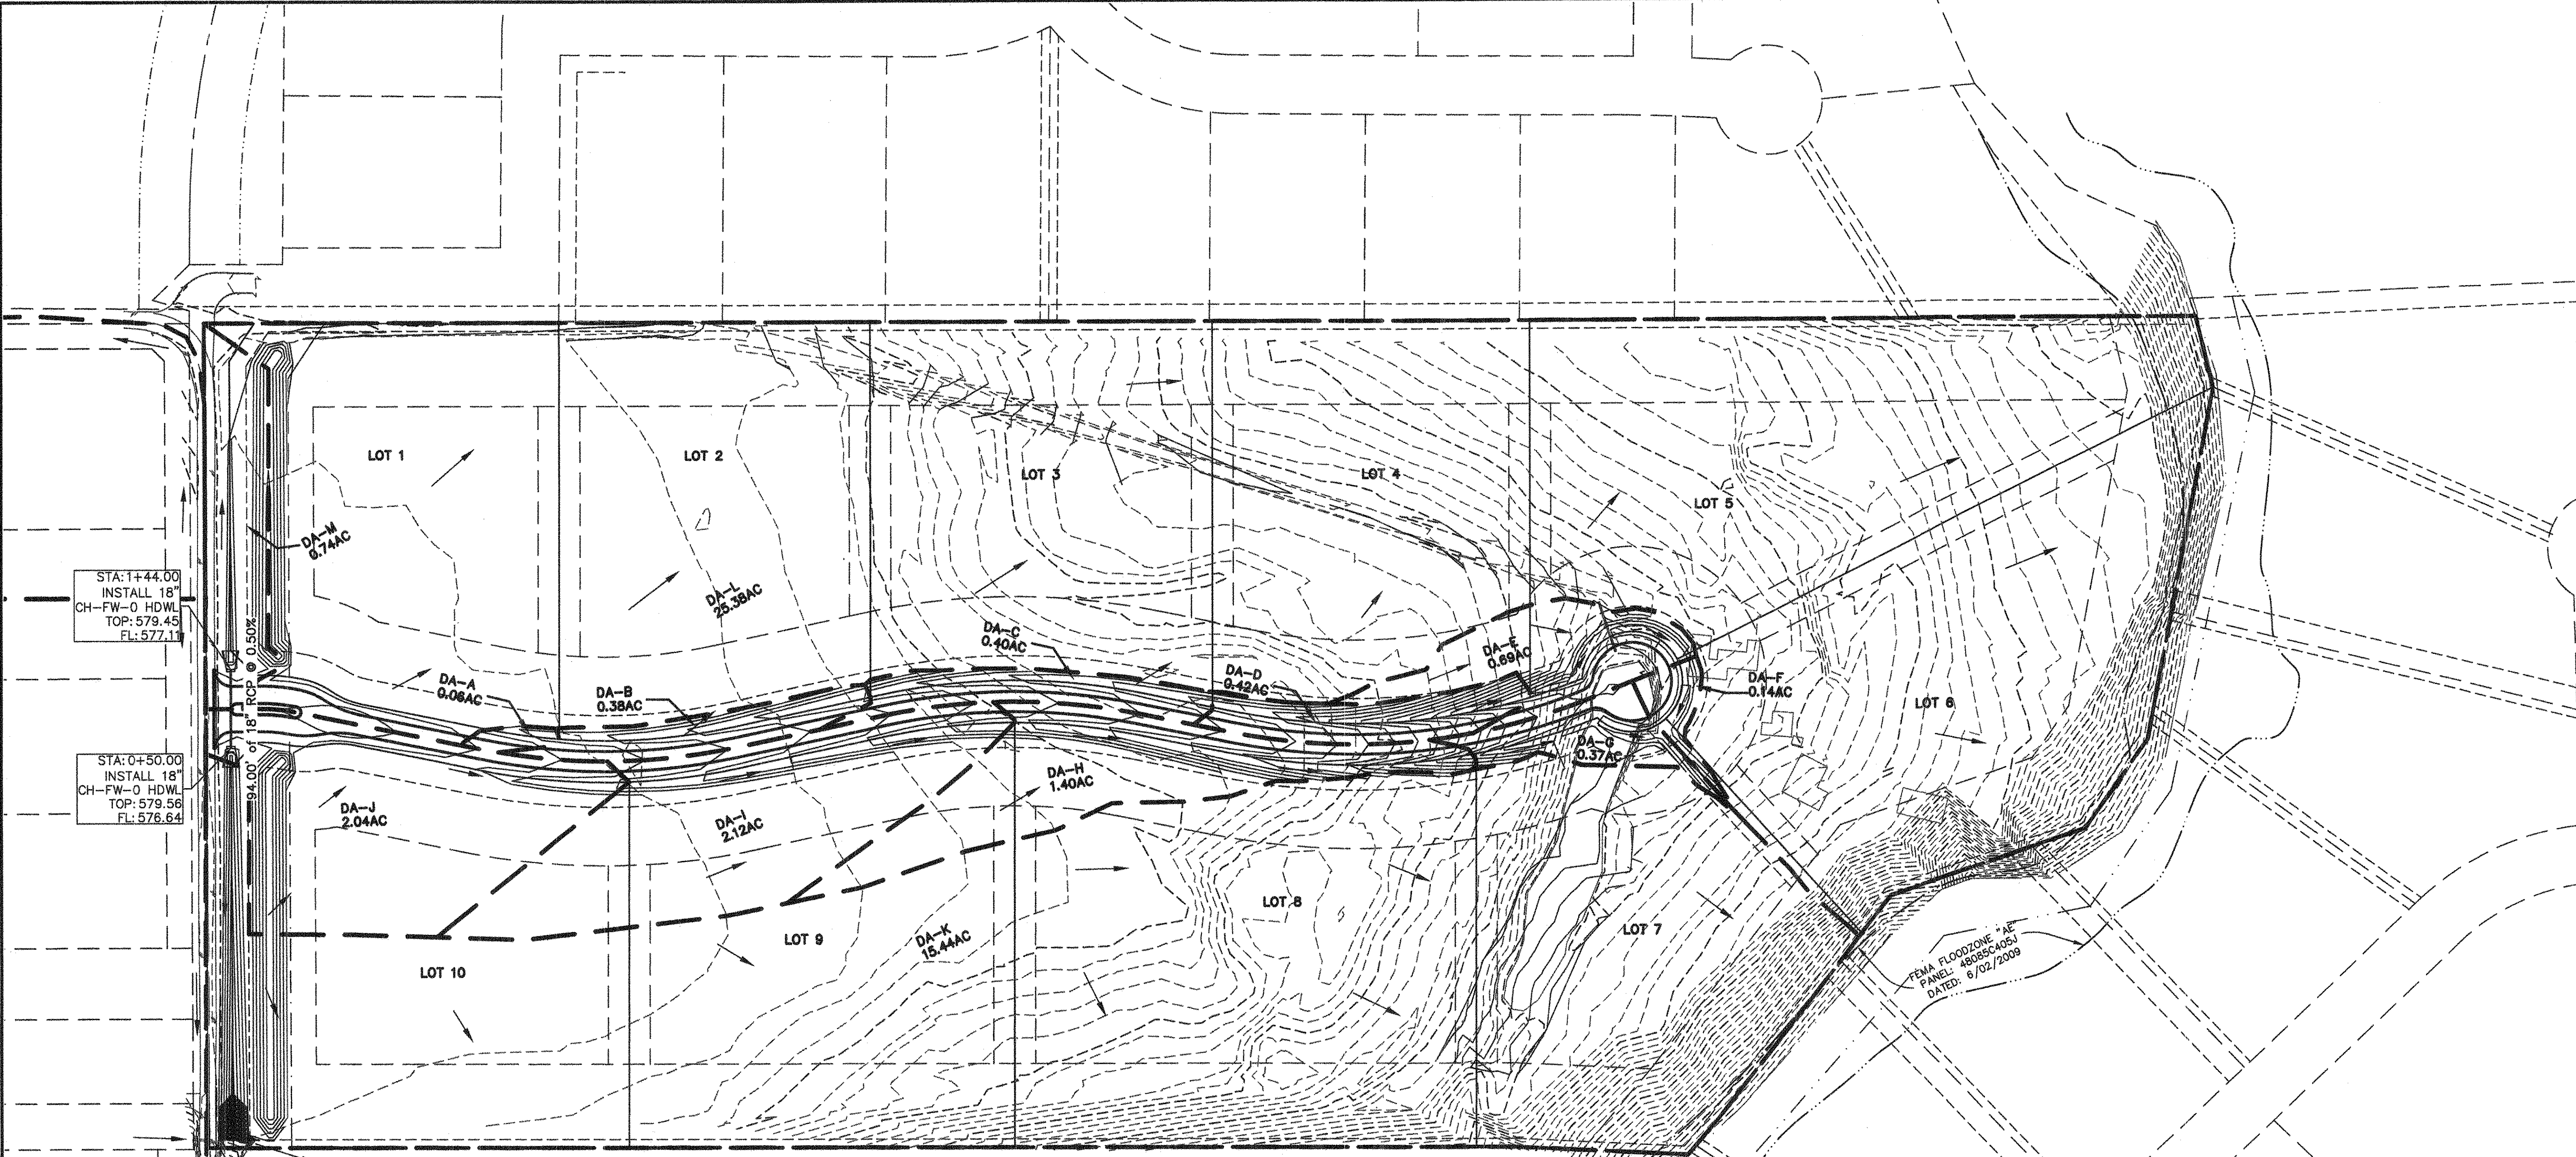 LOT 1
LOT 2
LOT 3
LOT 4
LOT 5
DA-M
0.74AC
STA: 1+44.00
INSTALL 18"
CH-FW-0 HDWL
TOP: 579.45
FL: 577.11
DA-L
25.38AC
94.00' of 18" RCP @ 0.50%
DA-C
0.40AC
DA-E
0.69AC
DA-A
0.06AC
DA-B
0.38AC
DA-D
0.42AC
DA-F
0.14AC
LOT 6
STA: 0+50.00
INSTALL 18"
CH-FW-0 HDWL
TOP: 579.56
FL: 576.64
DA-G
0.37AC
DA-H
1.40AC
DA-J
2.04AC
DA-I
2.12AC
LOT 8
LOT 7
LOT 9
DA-K
15.44AC
LOT 10
FEMA FLOODZONE "AE"
PANEL: 48085C405J
DATED: 6/02/2009